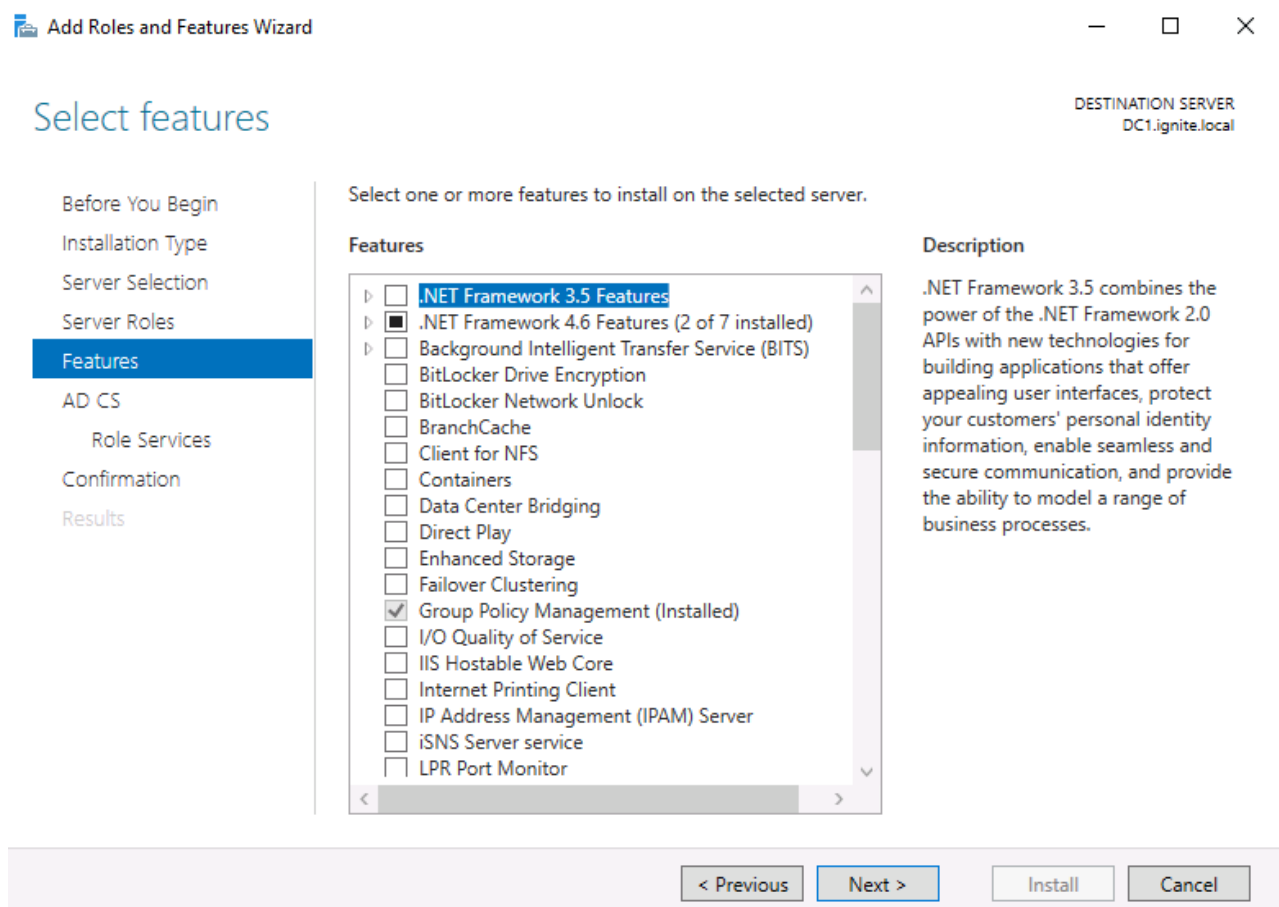 Add Roles and Features Wizard
Select features
DESTINATION SERVER
DC1.ignite.local
Before You Begin
Installation Type
Server Selection
Server Roles
Features
AD CS
Role Services
Confirmation
Results
Select one or more features to install on the selected server.
Features
.NET Framework 3.5 Features
.NET Framework 4.6 Features (2 of 7 installed)
Background Intelligent Transfer Service (BITS)
BitLocker Drive Encryption
BitLocker Network Unlock
BranchCache
Client for NFS
Containers
Data Center Bridging
Direct Play
Enhanced Storage
Failover Clustering
Group Policy Management (Installed)
I/O Quality of Service
IIS Hostable Web Core
Internet Printing Client
IP Address Management (IPAM) Server
iSNS Server service
LPR Port Monitor
Description
.NET Framework 3.5 combines the
power of the .NET Framework 2.0
APIs with new technologies for
building applications that offer
appealing user interfaces, protect
your customers' personal identity
information, enable seamless and
secure communication, and provide
the ability to model a range of
business processes.
< Previous
Next >
Install
Cancel